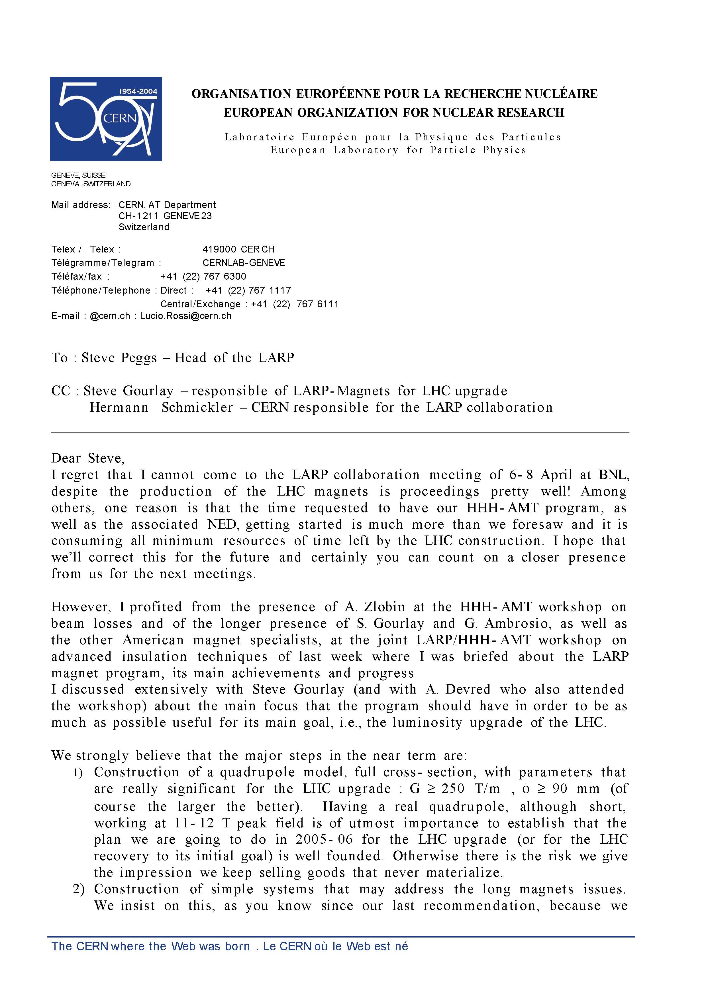 1954-2004
50 CERN
ORGANISATION EUROPÉENNE POUR LA RECHERCHE NUCLÉAIRE
EUROPEAN ORGANIZATION FOR NUCLEAR RESEARCH
Laboratoire Européen pour la Physique des Particules
European Laboratory for Particle Physics
GENEVE, SUISSE
GENEVA, SWITZERLAND
Mail address: CERN, AT Department
CH-1211 GENEVE 23
Switzerland
Telex / Telex : 419000 CER CH
Télégramme/Telegram : CERNLAB-GENEVE
Téléfax/fax : +41 (22) 767 6300
Téléphone/Telephone : Direct : +41 (22) 767 1117
Central/Exchange : +41 (22) 767 6111
E-mail : @cern.ch : Lucio.Rossi@cern.ch
To : Steve Peggs – Head of the LARP
CC : Steve Gourlay – responsible of LARP-Magnets for LHC upgrade
Hermann Schmickler – CERN responsible for the LARP collaboration
Dear Steve,
I regret that I cannot come to the LARP collaboration meeting of 6-8 April at BNL,
despite the production of the LHC magnets is proceedings pretty well! Among
others, one reason is that the time requested to have our HHH-AMT program, as
well as the associated NED, getting started is much more than we foresaw and it is
consuming all minimum resources of time left by the LHC construction. I hope that
we’ll correct this for the future and certainly you can count on a closer presence
from us for the next meetings.
However, I profited from the presence of A. Zlobin at the HHH-AMT workshop on
beam losses and of the longer presence of S. Gourlay and G. Ambrosio, as well as
the other American magnet specialists, at the joint LARP/HHH-AMT workshop on
advanced insulation techniques of last week where I was briefed about the LARP
magnet program, its main achievements and progress.
I discussed extensively with Steve Gourlay (and with A. Devred who also attended
the workshop) about the main focus that the program should have in order to be as
much as possible useful for its main goal, i.e., the luminosity upgrade of the LHC.
We strongly believe that the major steps in the near term are:
1) Construction of a quadrupole model, full cross-section, with parameters that
are really significant for the LHC upgrade : G ≥ 250 T/m , ϕ ≥ 90 mm (of
course the larger the better). Having a real quadrupole, although short,
working at 11-12 T peak field is of utmost importance to establish that the
plan we are going to do in 2005-06 for the LHC upgrade (or for the LHC
recovery to its initial goal) is well founded. Otherwise there is the risk we give
the impression we keep selling goods that never materialize.
2) Construction of simple systems that may address the long magnets issues.
We insist on this, as you know since our last recommendation, because we
The CERN where the Web was born . Le CERN où le Web est né